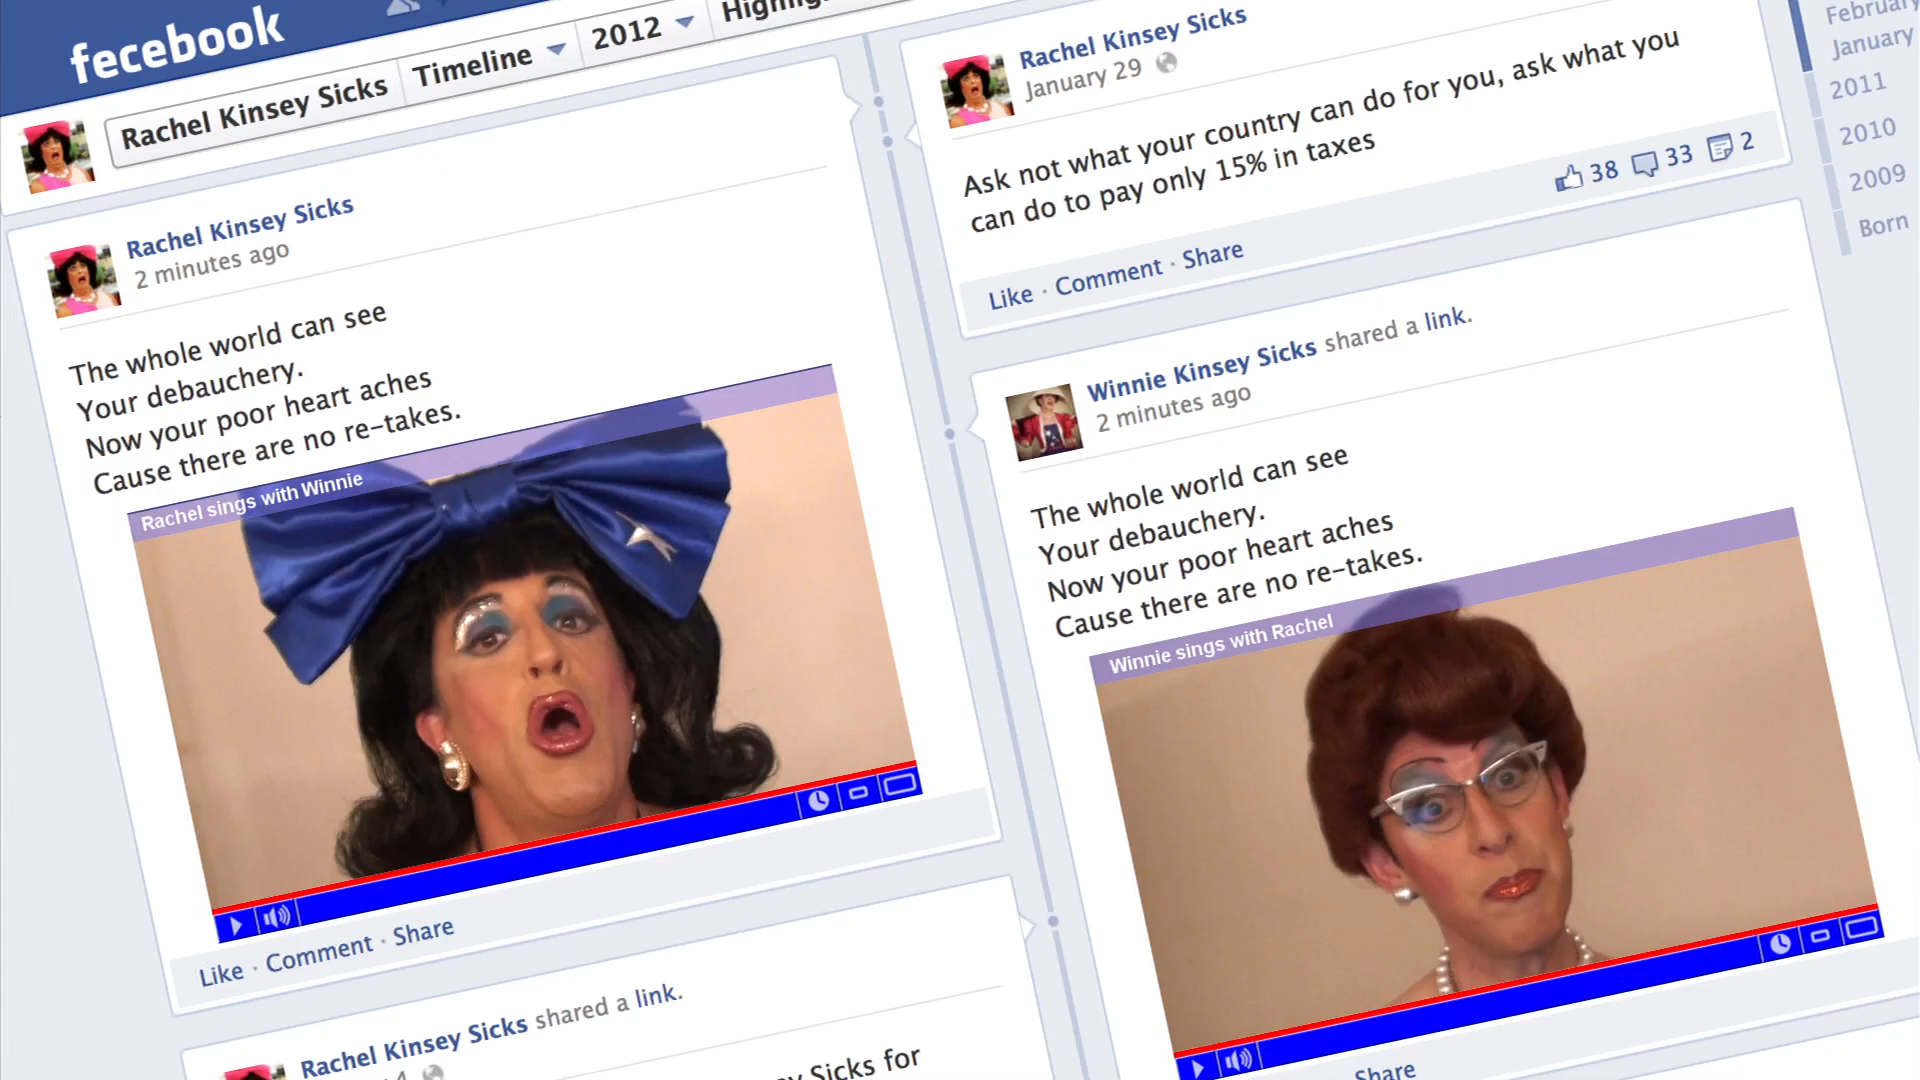 fecebook
Rachel Kinsey Sicks
Timeline
2012
Rachel Kinsey Sicks
2 minutes ago
The whole world can see
Your debauchery.
Now your poor heart aches
Cause there are no re-takes.
Rachel sings with Winnie
Like · Comment · Share
Rachel Kinsey Sicks shared a link.
Sicks for
Rachel Kinsey Sicks
January 29
Ask not what your country can do for you, ask what you
can do to pay only 15% in taxes
38 33 2
Like · Comment · Share
Winnie Kinsey Sicks shared a link.
2 minutes ago
The whole world can see
Your debauchery.
Now your poor heart aches
Cause there are no re-takes.
Winnie sings with Rachel
Share
February
January
2011
2010
2009
Born